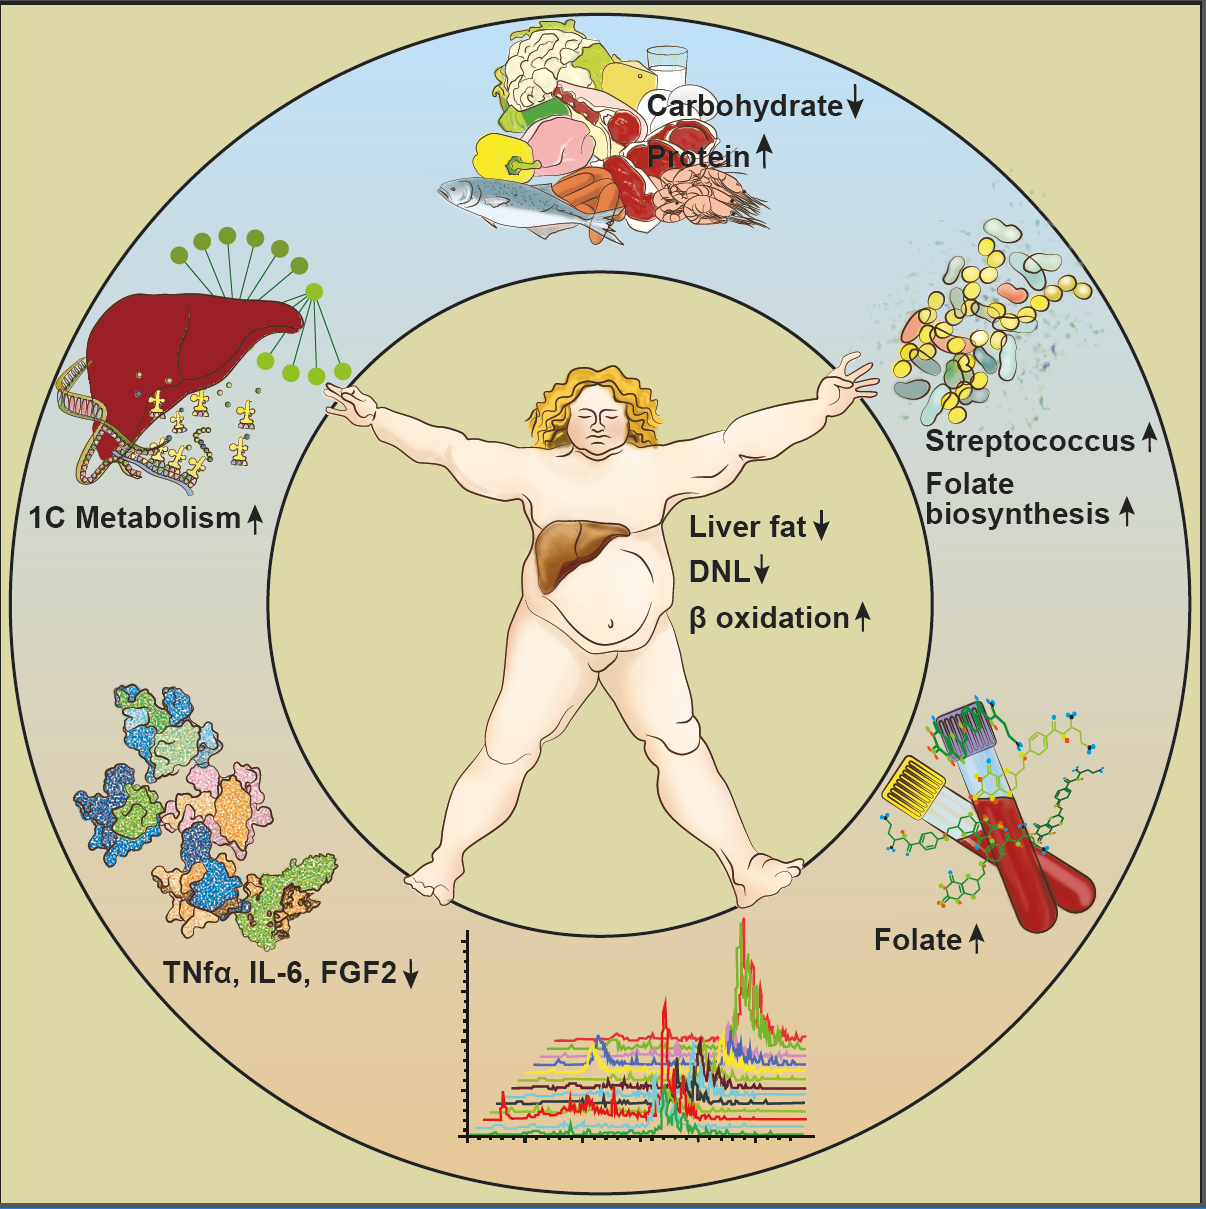 Carbohydrate↓
Protein↑
Streptococcus↑
Folate
biosynthesis↑
1C Metabolism↑
Liver fat↓
DNL↓
β oxidation↑
Folate↑
TNfα, IL-6, FGF2↓